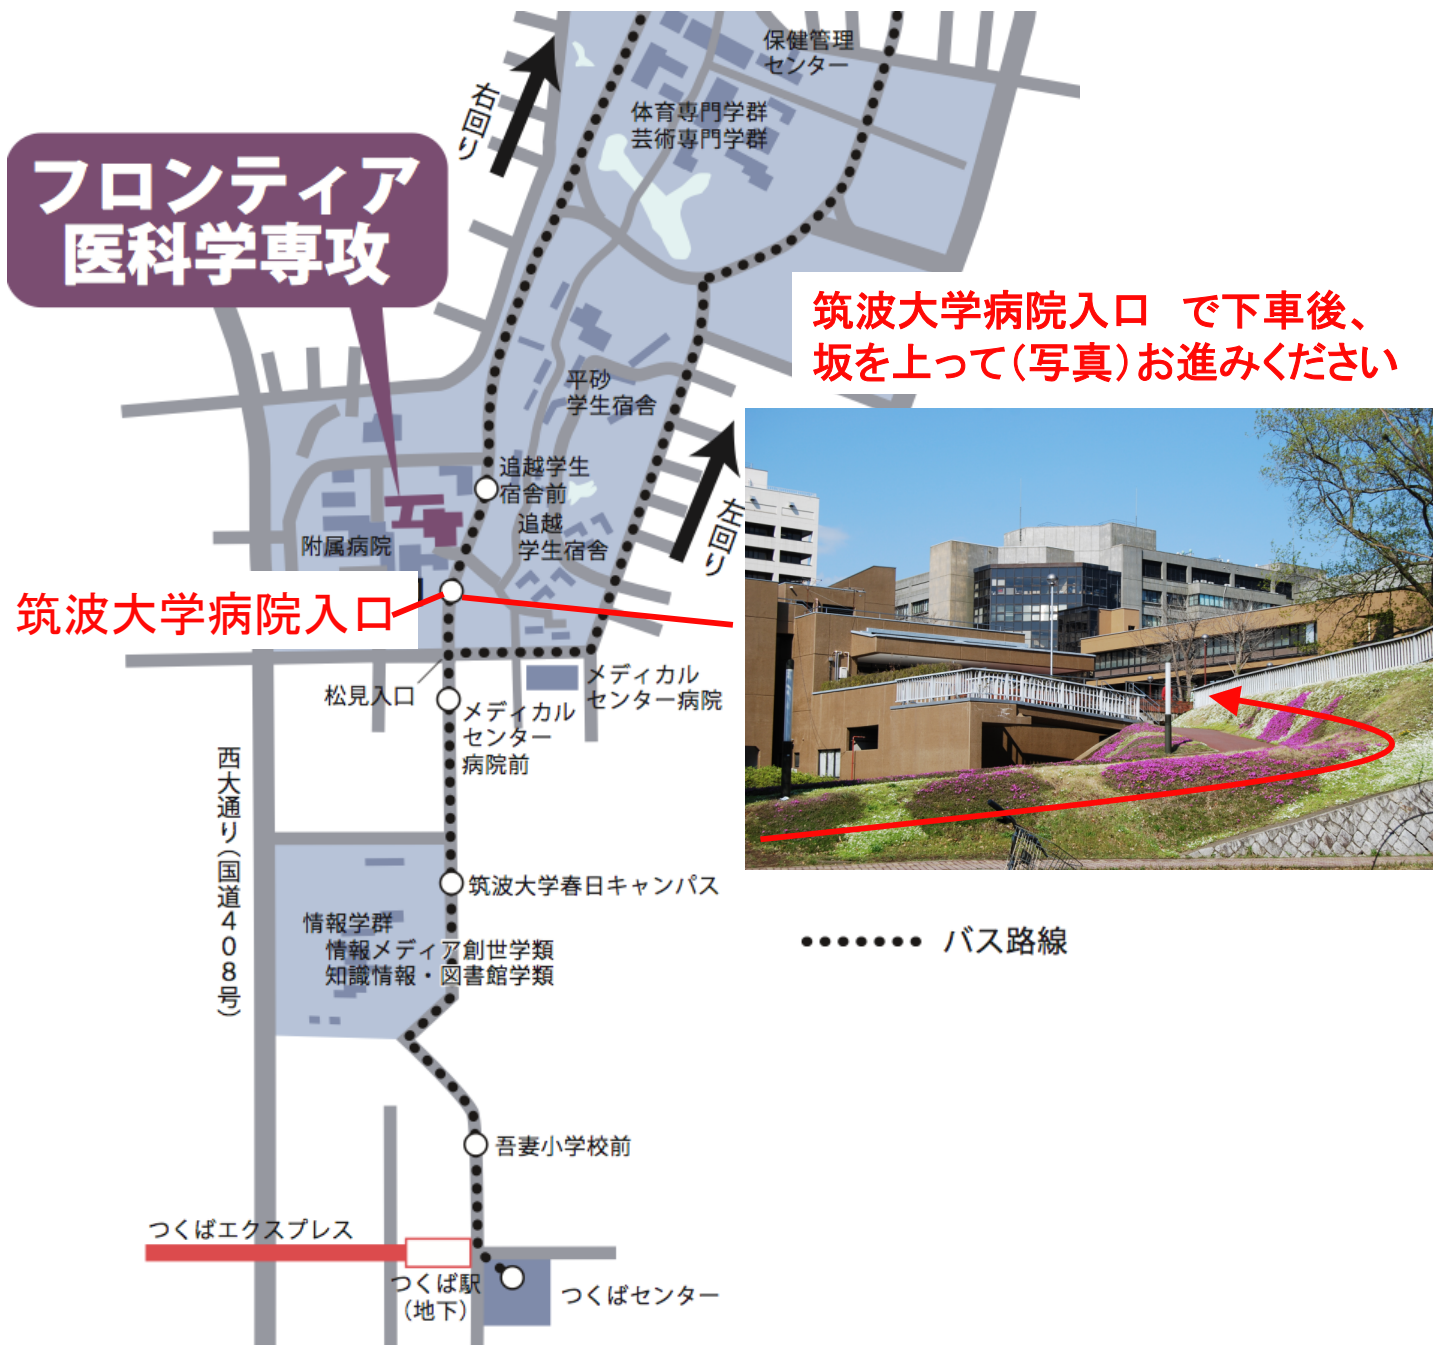 保健管理
センター
右回り
体育専門学群
芸術専門学群
フロンティア
医科学専攻
筑波大学病院入口　で下車後、
坂を上って（写真）お進みください
平砂
学生宿舎
追越学生
宿舎前
左回り
追越
学生宿舎
附属病院
筑波大学病院入口
メディカル
センター病院
松見入口
メディカル
センター
病院前
西大通り（国道４０８号）
筑波大学春日キャンパス
情報学群
情報メディア創世学類
知識情報・図書館学類
バス路線
吾妻小学校前
つくばエクスプレス
つくば駅
（地下）
つくばセンター